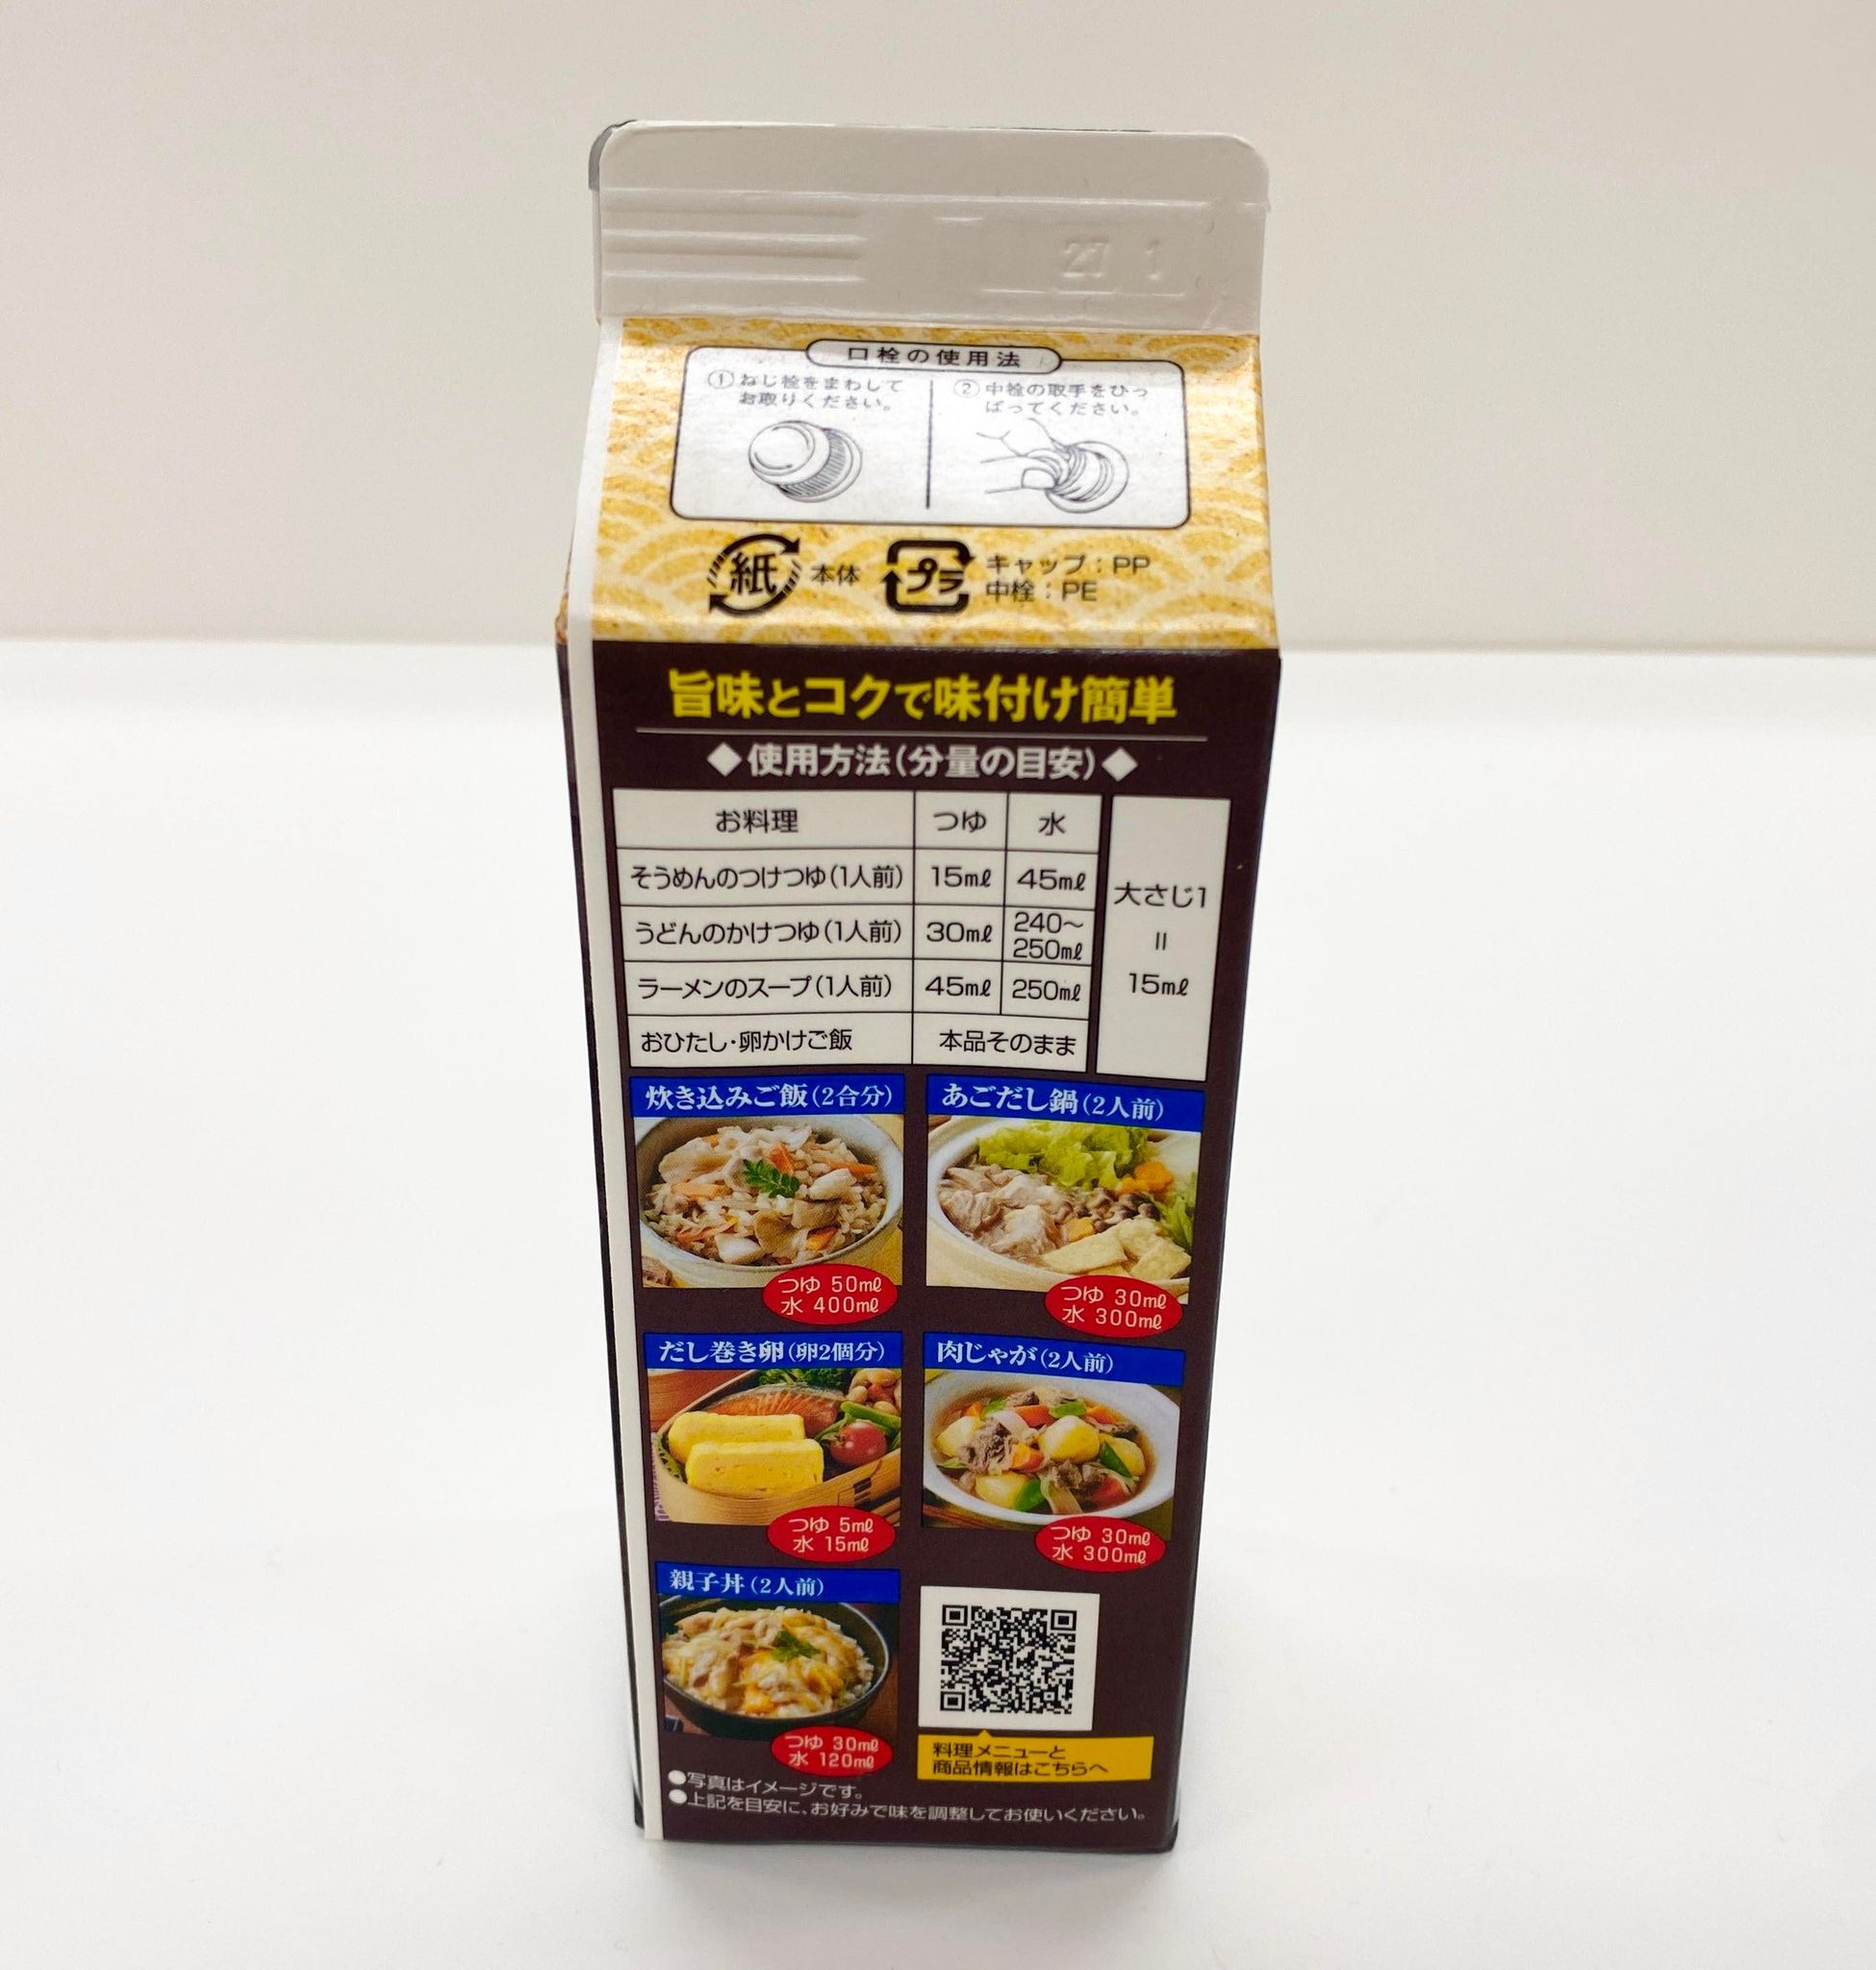 27 1
口栓の使用法
①ねじ栓をまわして
お取りください。
②中栓の取手をひっ
ぱってください。
紙 本体
プラ キャップ:PP
中栓:PE
旨味とコクで味付け簡単
◆使用方法(分量の目安)◆
お料理 つゆ 水
そうめんのつけつゆ(1人前) 15mℓ 45mℓ
うどんのかけつゆ(1人前) 30mℓ 240〜
250mℓ
ラーメンのスープ(1人前) 45mℓ 250mℓ
おひたし・卵かけご飯 本品そのまま
大さじ1
=
15mℓ
炊き込みご飯(2合分)
つゆ 50mℓ
水 400mℓ
あごだし鍋(2人前)
つゆ 30mℓ
水 300mℓ
だし巻き卵(卵2個分)
つゆ 5mℓ
水 15mℓ
肉じゃが(2人前)
つゆ 30mℓ
水 300mℓ
親子丼(2人前)
つゆ 30mℓ
水 120mℓ
料理メニューと
商品情報はこちらへ
●写真はイメージです。
●上記を目安に、お好みで味を調整してお使いください。